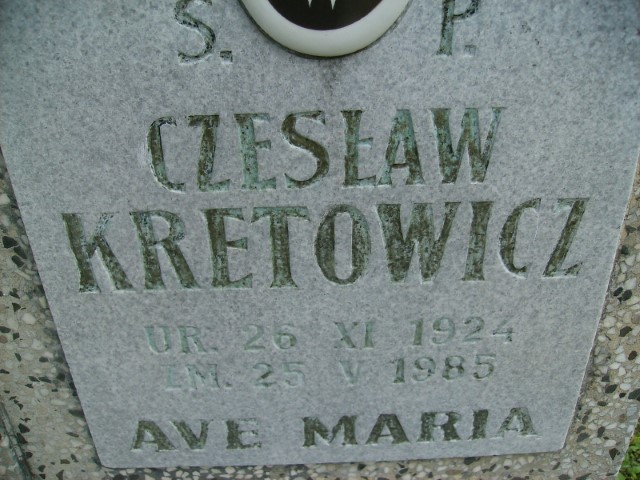 S. P.
CZESŁAW
KRETOWICZ
UR. 26 XI 1924
ZM. 25 V 1985
AVE MARIA